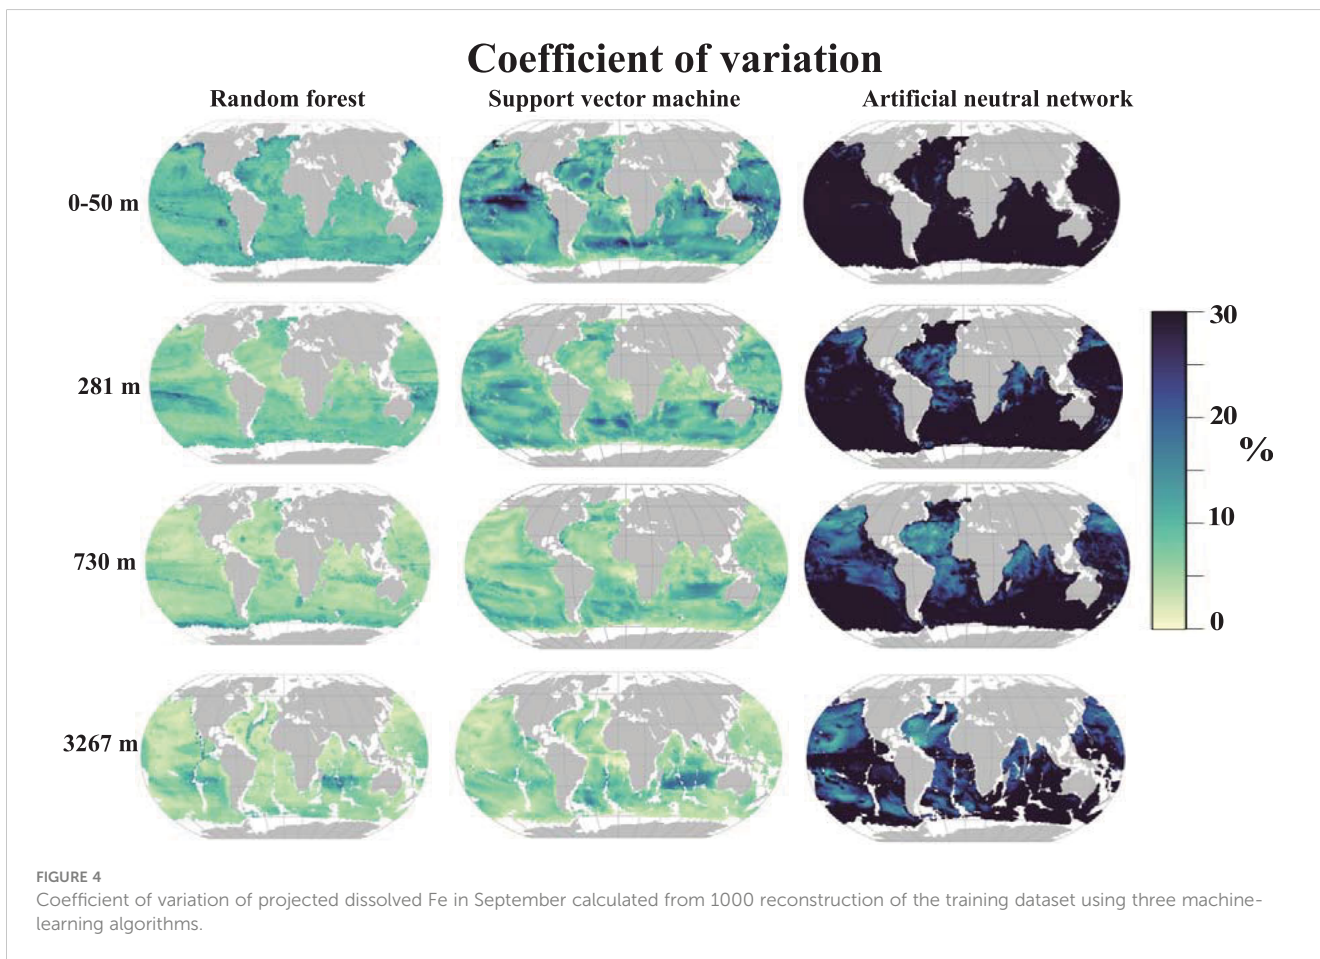 Coefficient of variation
Random forest
Support vector machine
Artificial neutral network
0-50 m
281 m
730 m
3267 m
30
20
%
10
0
FIGURE 4
Coefficient of variation of projected dissolved Fe in September calculated from 1000 reconstruction of the training dataset using three machine-
learning algorithms.